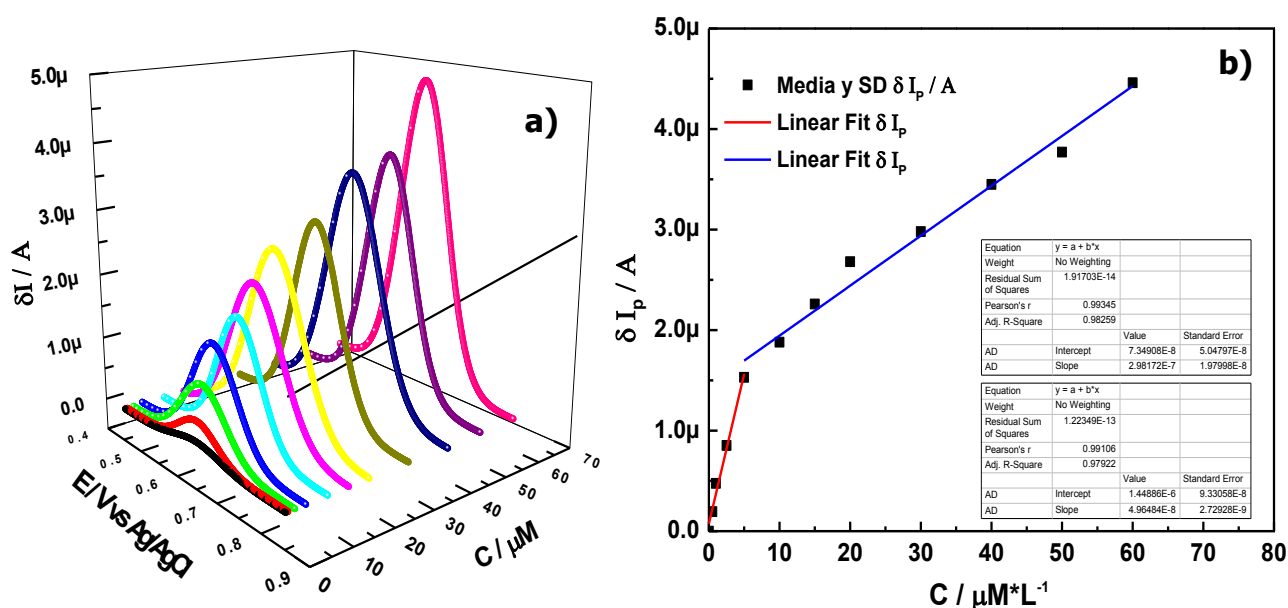 a)
5.0µ
4.0µ
3.0µ
2.0µ
1.0µ
0.0
δI / A
0.4
0.5
0.6
0.7
0.8
0.9
E/V vs Ag/AgCl
0
10
20
30
40
50
60
70
C / µM
b)
5.0µ
4.0µ
3.0µ
2.0µ
1.0µ
0.0
δ Ip / A
Media y SD δ IP / A
Linear Fit δ IP
Linear Fit δ IP
Equation y = a + b*x
Weight No Weighting
Residual Sum
of Squares 1.91703E-14
Pearson's r 0.99345
Adj. R-Square 0.98259
Value Standard Error
AD Intercept 7.34908E-8 5.04797E-8
AD Slope 2.98172E-7 1.97998E-8
Equation y = a + b*x
Weight No Weighting
Residual Sum
of Squares 1.22349E-13
Pearson's r 0.99106
Adj. R-Square 0.97922
Value Standard Error
AD Intercept 1.44886E-6 9.33058E-8
AD Slope 4.96484E-8 2.72928E-9
0 10 20 30 40 50 60 70 80
C / µM*L-1